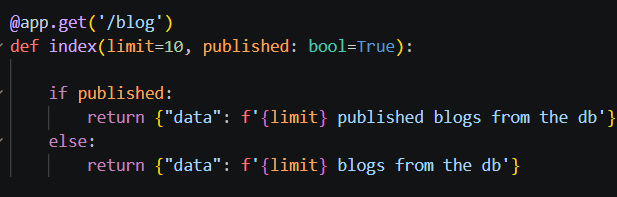 @app.get('/blog')
def index(limit=10, published: bool=True):
if published:
return {"data": f'{limit} published blogs from the db'}
else:
return {"data": f'{limit} blogs from the db'}